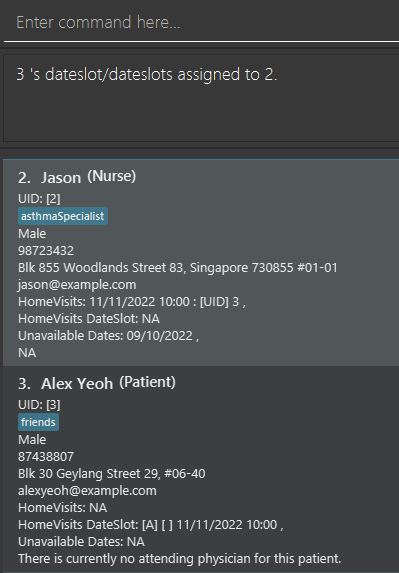 Enter command here...
3 's dateslot/dateslots assigned to 2.
2. Jason (Nurse)
UID: [2]
asthmaSpecialist
Male
98723432
Blk 855 Woodlands Street 83, Singapore 730855 #01-01
jason@example.com
HomeVisits: 11/11/2022 10:00 : [UID] 3 ,
HomeVisits DateSlot: NA
Unavailable Dates: 09/10/2022 ,
NA
3. Alex Yeoh (Patient)
UID: [3]
friends
Male
87438807
Blk 30 Geylang Street 29, #06-40
alexyeoh@example.com
HomeVisits: NA
HomeVisits DateSlot: [A] [ ] 11/11/2022 10:00 ,
Unavailable Dates: NA
There is currently no attending physician for this patient.